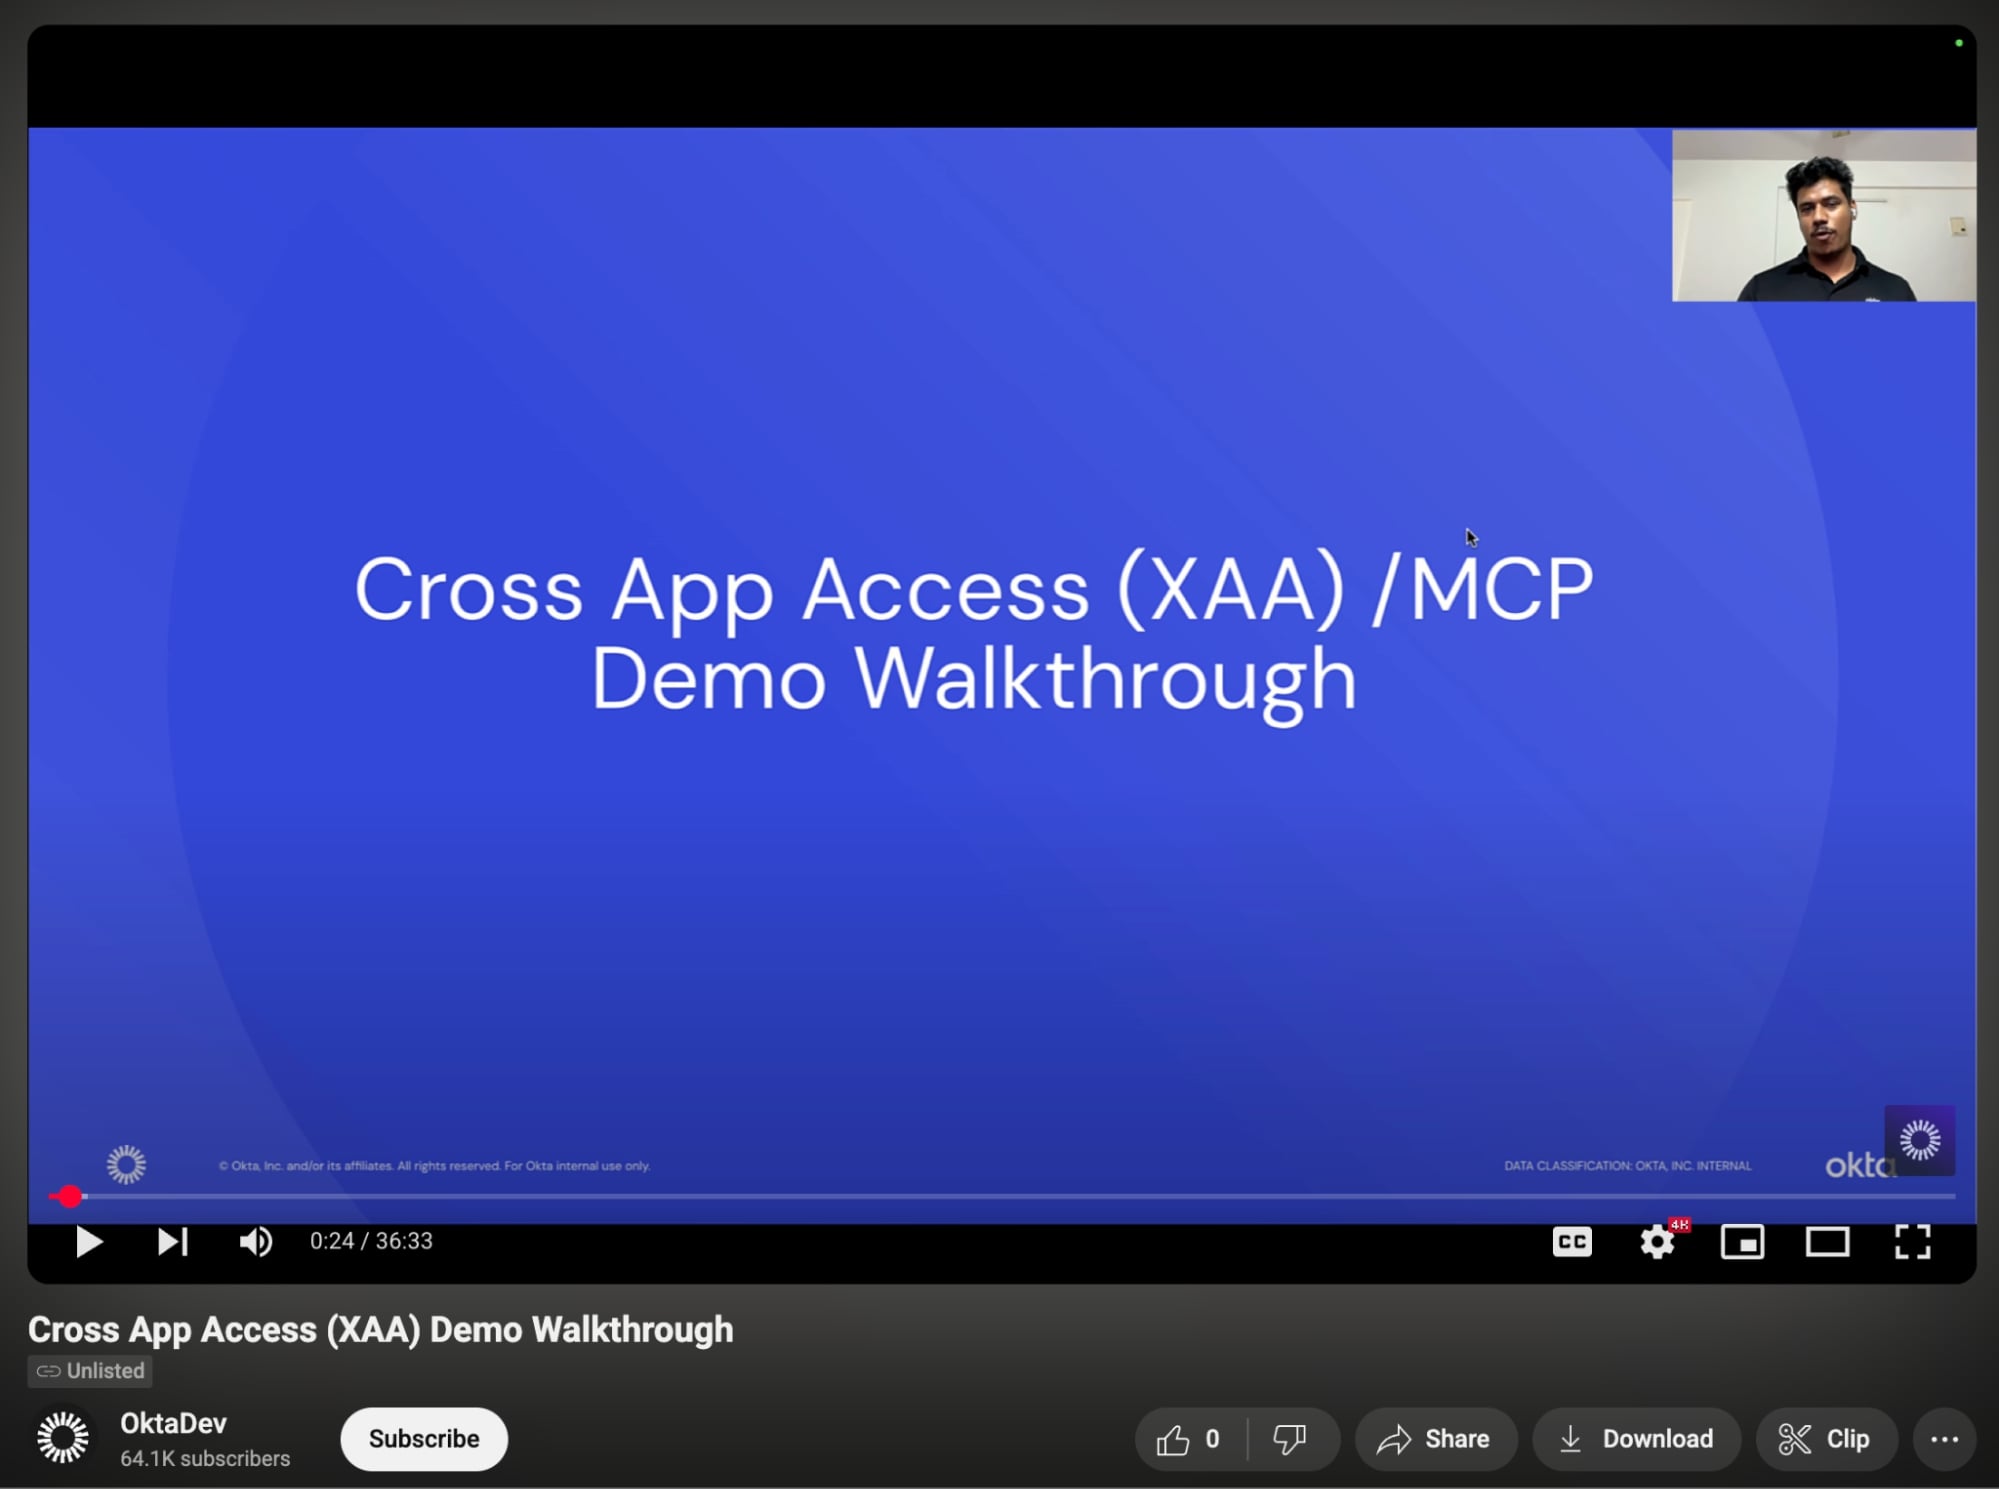 Cross App Access (XAA) /MCP
Demo Walkthrough
© Okta, Inc. and/or its affiliates. All rights reserved. For Okta internal use only.
DATA CLASSIFICATION: OKTA, INC. INTERNAL
okta
0:24 / 36:33
CC
4K
Cross App Access (XAA) Demo Walkthrough
Unlisted
OktaDev
64.1K subscribers
Subscribe
0
Share
Download
Clip